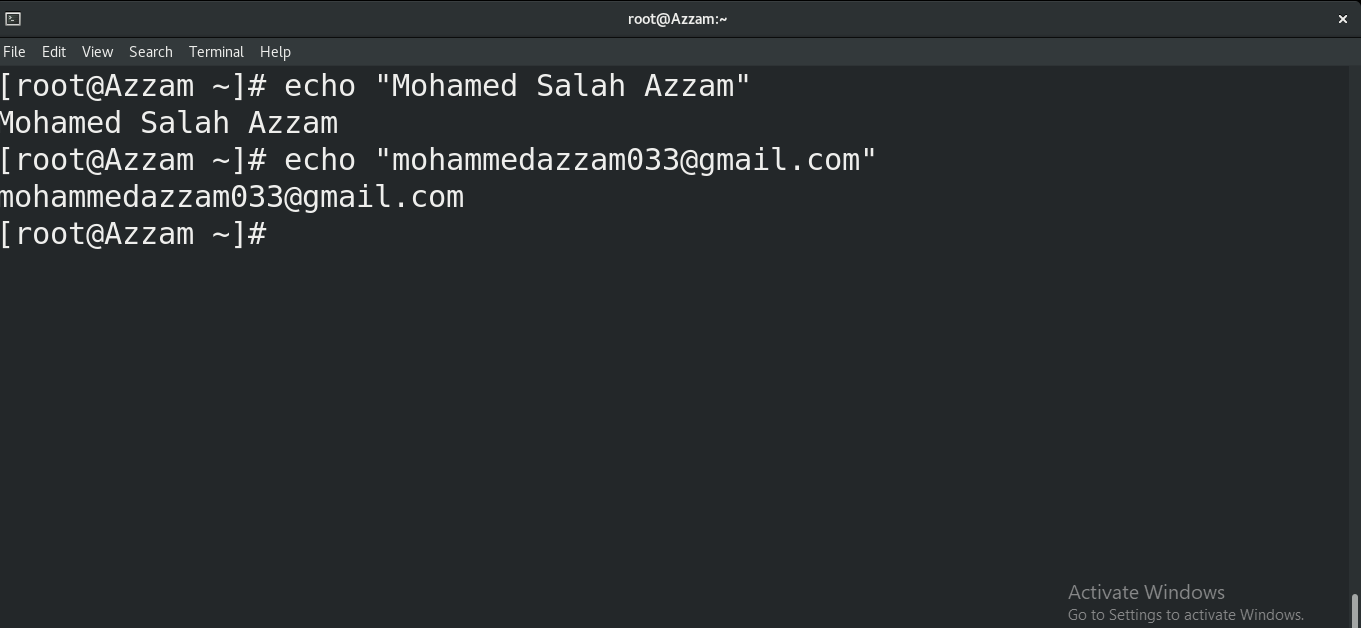 root@Azzam:~
File Edit View Search Terminal Help
[root@Azzam ~]# echo "Mohamed Salah Azzam"
Mohamed Salah Azzam
[root@Azzam ~]# echo "mohammedazzam033@gmail.com"
mohammedazzam033@gmail.com
[root@Azzam ~]#
Activate Windows
Go to Settings to activate Windows.